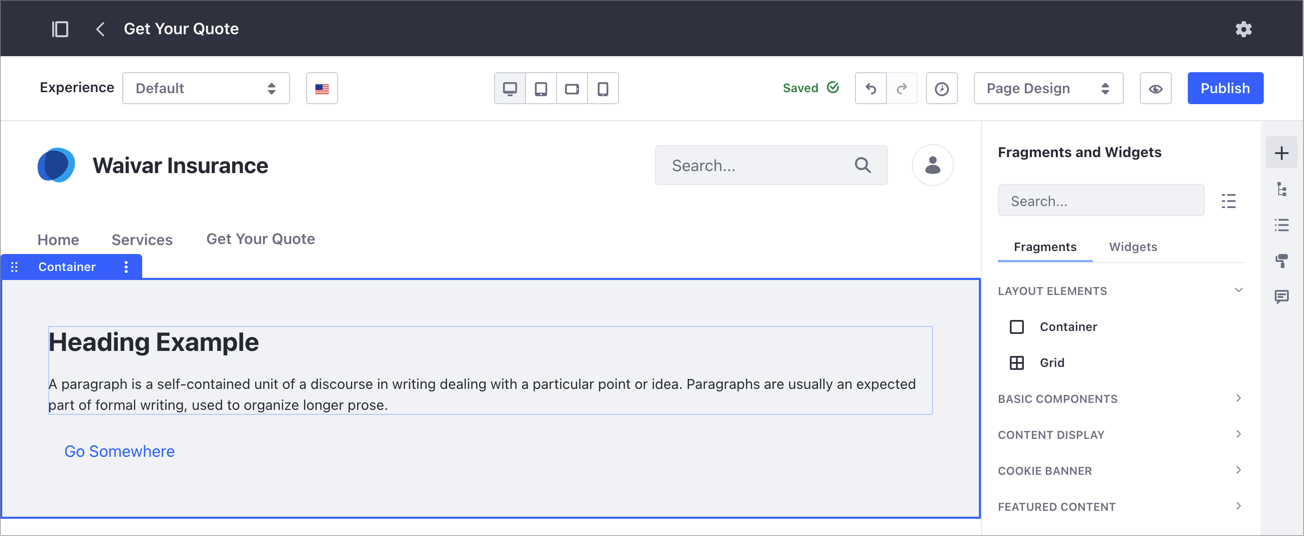 Get Your Quote
Experience
Default
Saved
Page Design
Publish
Waivar Insurance
Search...
Home
Services
Get Your Quote
Container
Heading Example
A paragraph is a self-contained unit of a discourse in writing dealing with a particular point or idea. Paragraphs are usually an expected
part of formal writing, used to organize longer prose.
Go Somewhere
Fragments and Widgets
Search...
Fragments
Widgets
LAYOUT ELEMENTS
Container
Grid
BASIC COMPONENTS
CONTENT DISPLAY
COOKIE BANNER
FEATURED CONTENT